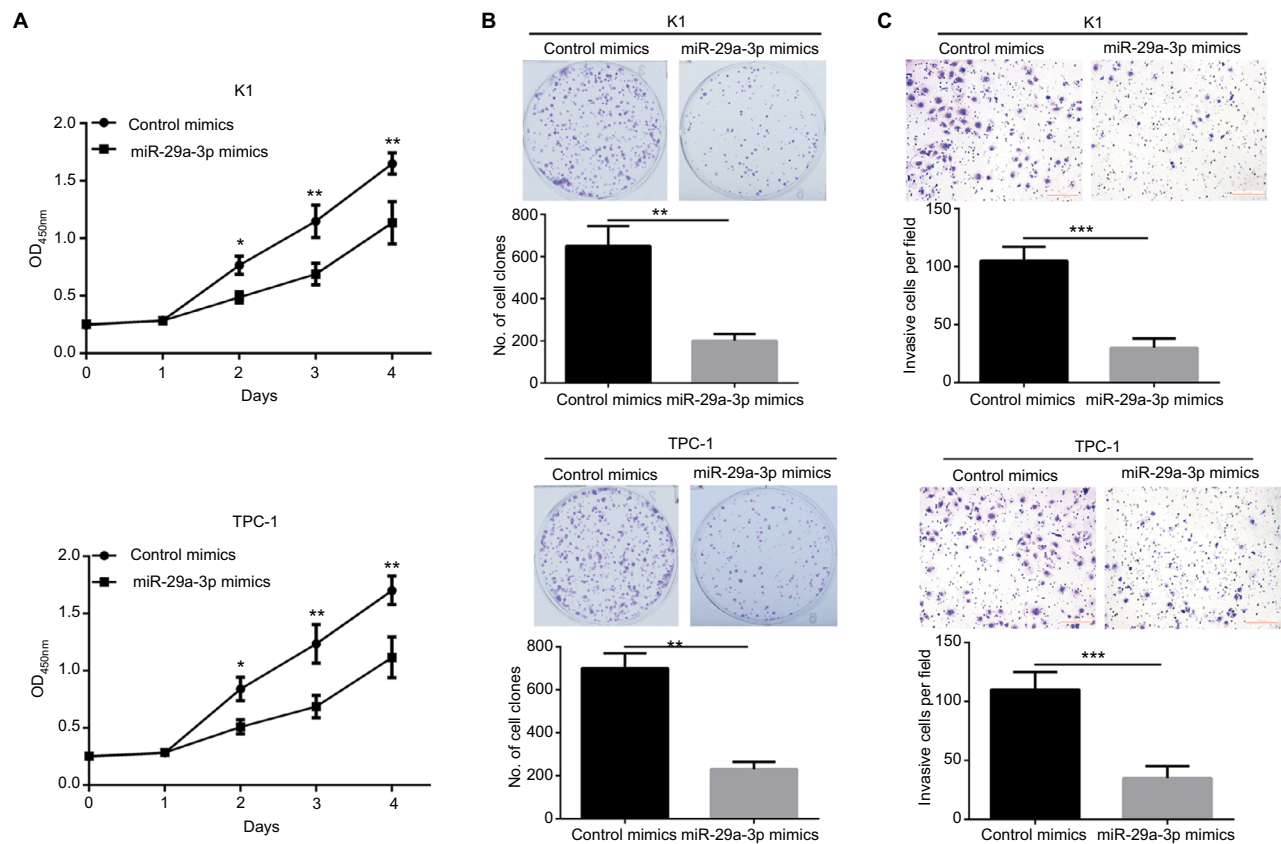 A
K1
2.0
1.5
1.0
0.5
0.0
OD450nm
Control mimics
miR-29a-3p mimics
*
**
**
0
1
2
3
4
Days
TPC-1
2.0
1.5
1.0
0.5
0.0
OD450nm
Control mimics
miR-29a-3p mimics
*
**
**
0
1
2
3
4
Days
B
K1
Control mimics
miR-29a-3p mimics
800
600
400
200
0
No. of cell clones
**
Control mimics
miR-29a-3p mimics
TPC-1
Control mimics
miR-29a-3p mimics
800
600
400
200
0
No. of cell clones
**
Control mimics
miR-29a-3p mimics
C
K1
Control mimics
miR-29a-3p mimics
150
100
50
0
Invasive cells per field
***
Control mimics
miR-29a-3p mimics
TPC-1
Control mimics
miR-29a-3p mimics
150
100
50
0
Invasive cells per field
***
Control mimics
miR-29a-3p mimics